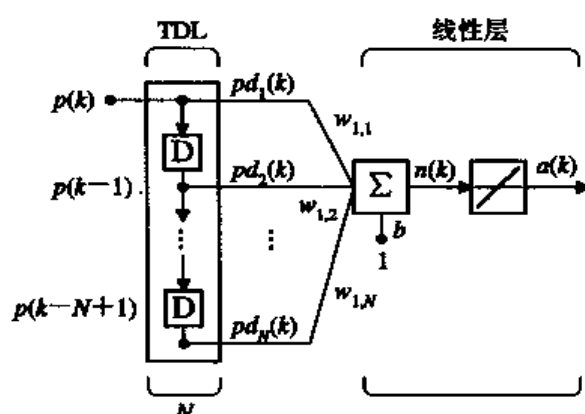 TDL
线性层
p(k)
pd₁(k)
w₁,₁
D
p(k−1)
pd₂(k)
w₁,₂
Σ
n(k)
a(k)
b
1
⋮
⋮
p(k−N+1)
D
w₁,N
pd_N(k)
N